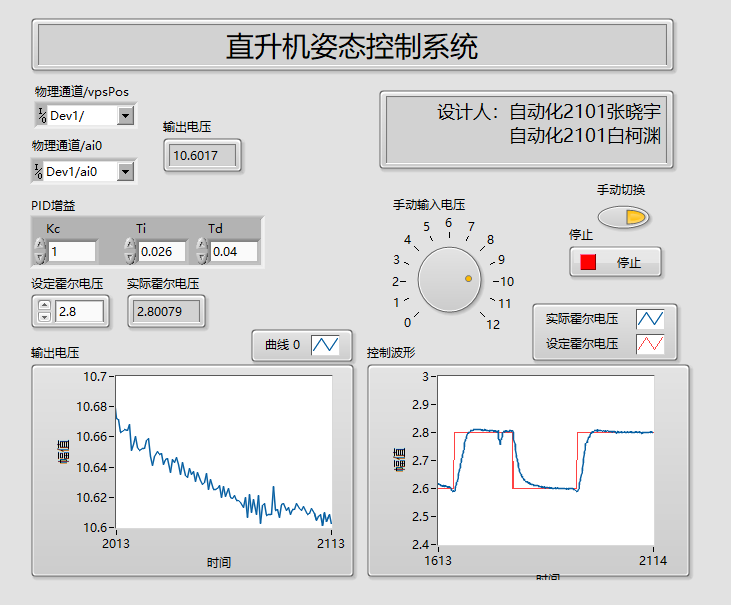 直升机姿态控制系统
物理通道/vpsPos
Dev1/
物理通道/ai0
Dev1/ai0
输出电压
10.6017
设计人：自动化2101张晓宇
自动化2101白柯渊
PID增益
Kc Ti Td
1 0.026 0.04
设定霍尔电压 实际霍尔电压
2.8 2.80079
手动输入电压
0 1 2 3 4 5 6 7 8 9 10 11 12
手动切换
停止
停止
输出电压
曲线 0
幅值
10.7
10.68
10.66
10.64
10.62
10.6
2013 2113
时间
控制波形
实际霍尔电压
设定霍尔电压
幅值
3
2.9
2.8
2.7
2.6
2.5
2.4
1613 2114
时间